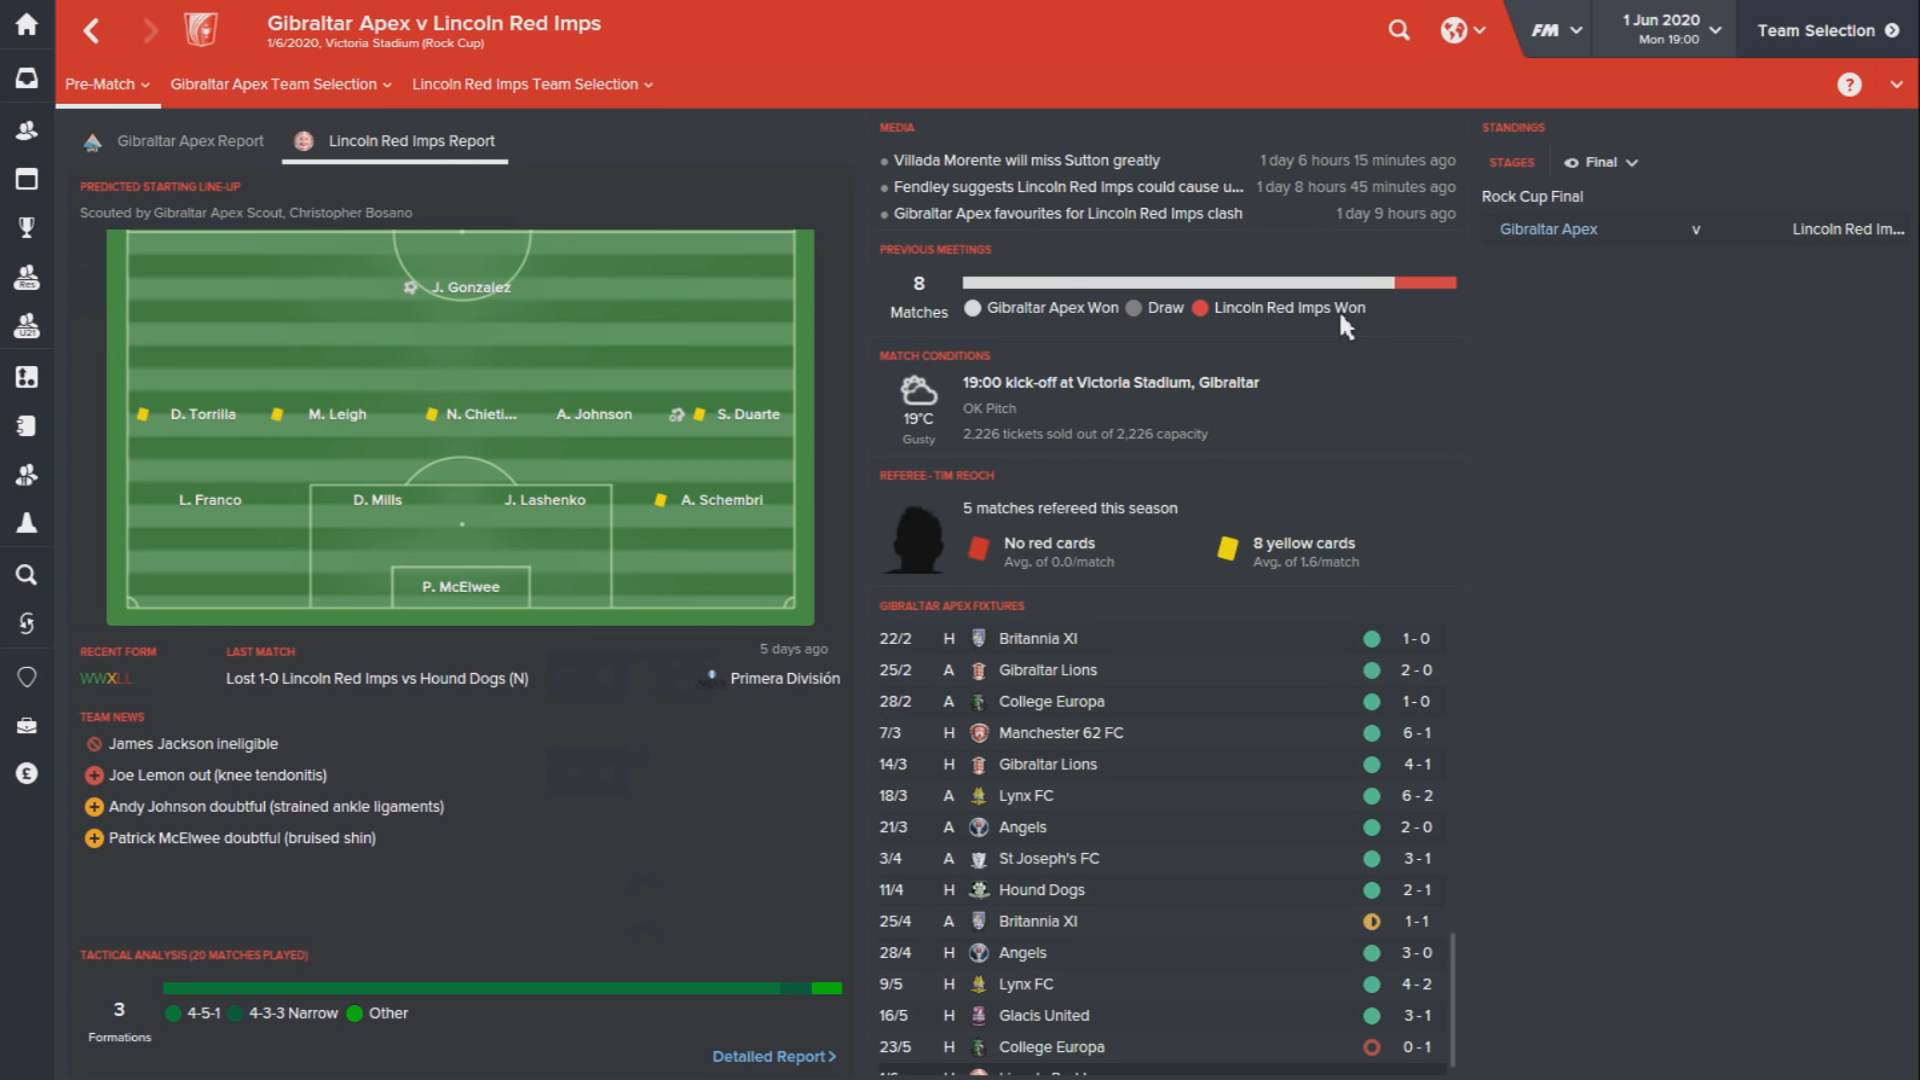 Gibraltar Apex v Lincoln Red Imps
1/6/2020, Victoria Stadium (Rock Cup)
FM
1 Jun 2020
Mon 19:00
Team Selection
Pre-Match
Gibraltar Apex Team Selection
Lincoln Red Imps Team Selection
?
Res
U21
Gibraltar Apex Report
Lincoln Red Imps Report
PREDICTED STARTING LINE-UP
Scouted by Gibraltar Apex Scout, Christopher Bosano
J. Gonzalez
D. Torrilla
M. Leigh
N. Chieti...
A. Johnson
S. Duarte
L. Franco
D. Mills
J. Lashenko
A. Schembri
P. McElwee
RECENT FORM
WWXLL
LAST MATCH
5 days ago
Lost 1-0 Lincoln Red Imps vs Hound Dogs (N)
Primera División
TEAM NEWS
James Jackson ineligible
Joe Lemon out (knee tendonitis)
Andy Johnson doubtful (strained ankle ligaments)
Patrick McElwee doubtful (bruised shin)
TACTICAL ANALYSIS (20 MATCHES PLAYED)
3
Formations
4-5-1
4-3-3 Narrow
Other
Detailed Report >
MEDIA
Villada Morente will miss Sutton greatly 1 day 6 hours 15 minutes ago
Fendley suggests Lincoln Red Imps could cause u... 1 day 8 hours 45 minutes ago
Gibraltar Apex favourites for Lincoln Red Imps clash 1 day 9 hours ago
PREVIOUS MEETINGS
8
Matches
Gibraltar Apex Won
Draw
Lincoln Red Imps Won
MATCH CONDITIONS
19°C
Gusty
19:00 kick-off at Victoria Stadium, Gibraltar
OK Pitch
2,226 tickets sold out of 2,226 capacity
REFEREE - TIM REOCH
5 matches refereed this season
No red cards
Avg. of 0.0/match
8 yellow cards
Avg. of 1.6/match
GIBRALTAR APEX FIXTURES
22/2 H Britannia XI 1 - 0
25/2 A Gibraltar Lions 2 - 0
28/2 A College Europa 1 - 0
7/3 H Manchester 62 FC 6 - 1
14/3 H Gibraltar Lions 4 - 1
18/3 A Lynx FC 6 - 2
21/3 A Angels 2 - 0
3/4 A St Joseph's FC 3 - 1
11/4 H Hound Dogs 2 - 1
25/4 A Britannia XI 1 - 1
28/4 H Angels 3 - 0
9/5 H Lynx FC 4 - 2
16/5 H Glacis United 3 - 1
23/5 H College Europa 0 - 1
STANDINGS
STAGES
Final
Rock Cup Final
Gibraltar Apex v Lincoln Red Im...